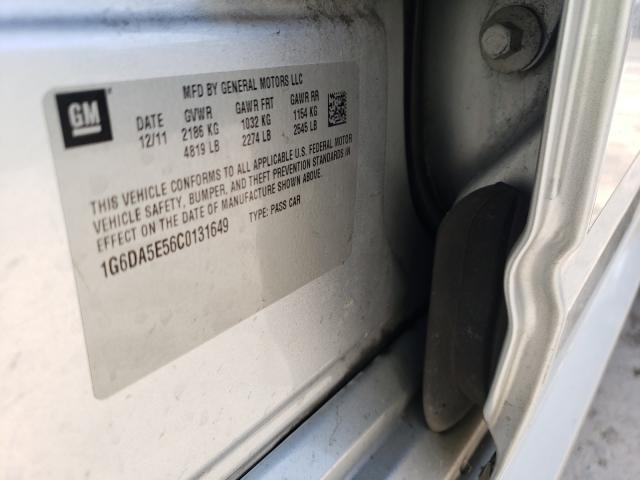 GM
MFD BY GENERAL MOTORS LLC
DATE GVWR GAWR FRT GAWR RR
12/11 2186 KG 1032 KG 1154 KG
4819 LB 2274 LB 2545 LB
THIS VEHICLE CONFORMS TO ALL APPLICABLE U.S. FEDERAL MOTOR
VEHICLE SAFETY, BUMPER, AND THEFT PREVENTION STANDARDS IN
EFFECT ON THE DATE OF MANUFACTURE SHOWN ABOVE.
1G6DA5E56C0131649 TYPE: PASS CAR